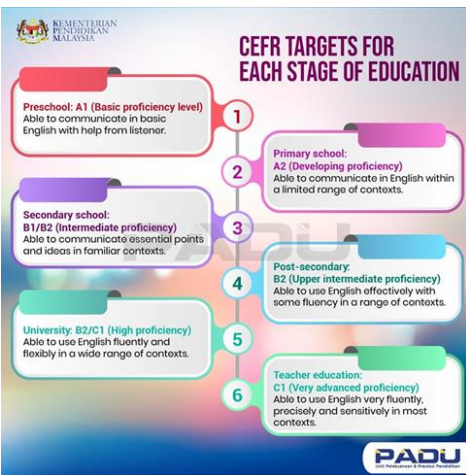 KEMENTERIAN
PENDIDIKAN
MALAYSIA
CEFR TARGETS FOR
EACH STAGE OF EDUCATION
Preschool: A1 (Basic proficiency level)
Able to communicate in basic
English with help from listener.
1
Primary school:
A2 (Developing proficiency)
Able to communicate in English within
a limited range of contexts.
2
Secondary school:
B1/B2 (Intermediate proficiency)
Able to communicate essential points
and ideas in familiar contexts.
3
PADU
Post-secondary:
B2 (Upper intermediate proficiency)
Able to use English effectively with
some fluency in a range of contexts.
4
University: B2/C1 (High proficiency)
Able to use English fluently and
flexibly in a wide range of contexts.
5
Teacher education:
C1 (Very advanced proficiency)
Able to use English very fluently,
precisely and sensitively in most
contexts.
6
PADU
Unit Pelaksanaan & Prestasi Pendidikan